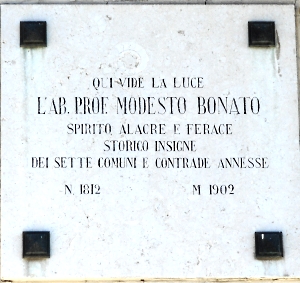 QUI VIDE LA LUCE
L'AB. PROF. MODESTO BONATO
SPIRITO ALACRE E FERACE
STORICO INSIGNE
DEI SETTE COMUNI E CONTRADE ANNESSE
N. 1812 M 1902